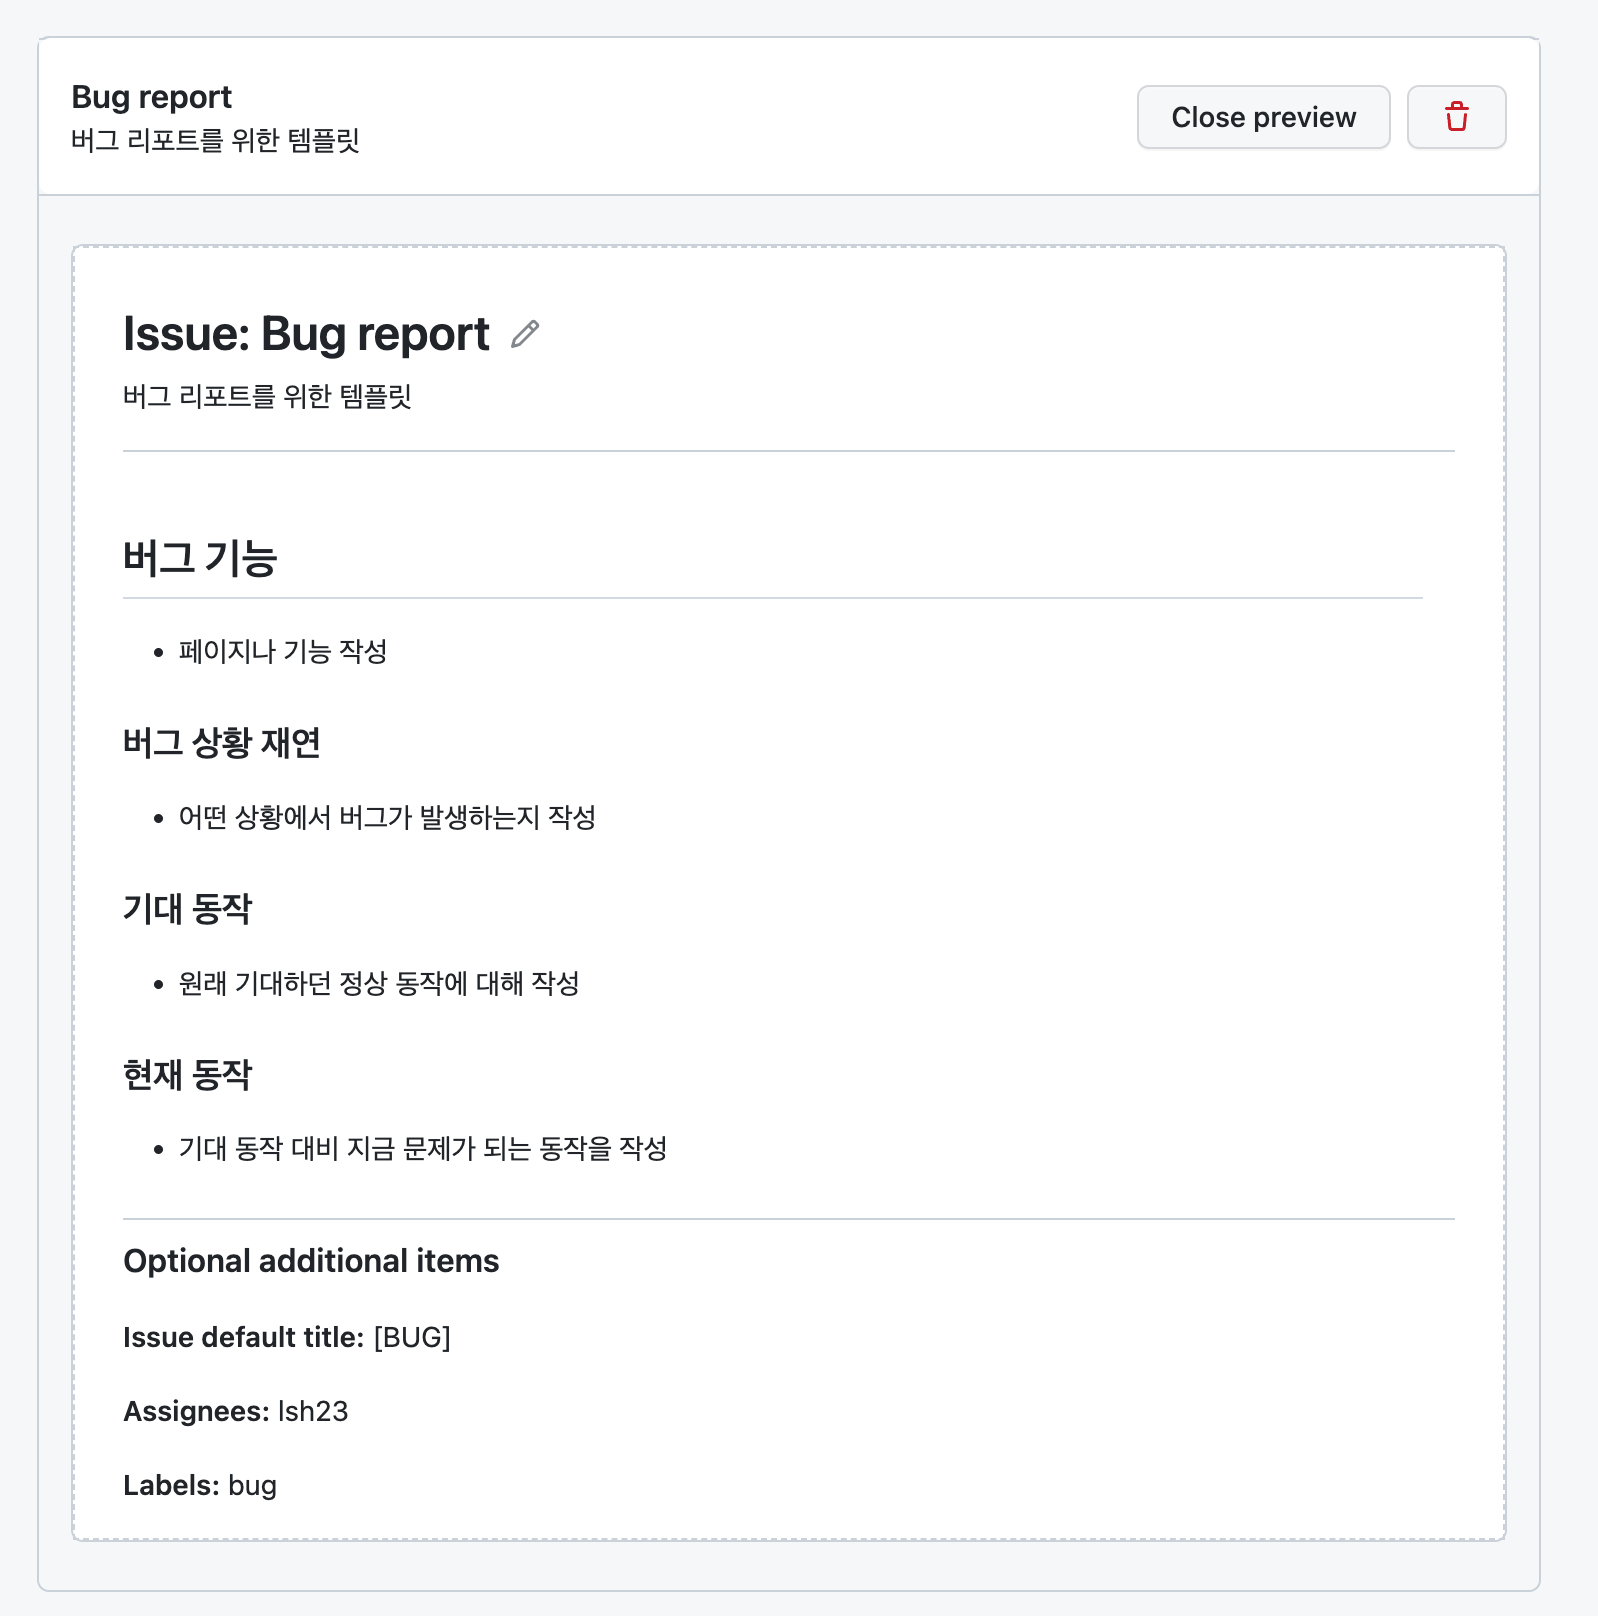 Bug report
버그 리포트를 위한 템플릿
Close preview
Issue: Bug report
버그 리포트를 위한 템플릿
버그 기능
• 페이지나 기능 작성
버그 상황 재연
• 어떤 상황에서 버그가 발생하는지 작성
기대 동작
• 원래 기대하던 정상 동작에 대해 작성
현재 동작
• 기대 동작 대비 지금 문제가 되는 동작을 작성
Optional additional items
Issue default title: [BUG]
Assignees: lsh23
Labels: bug